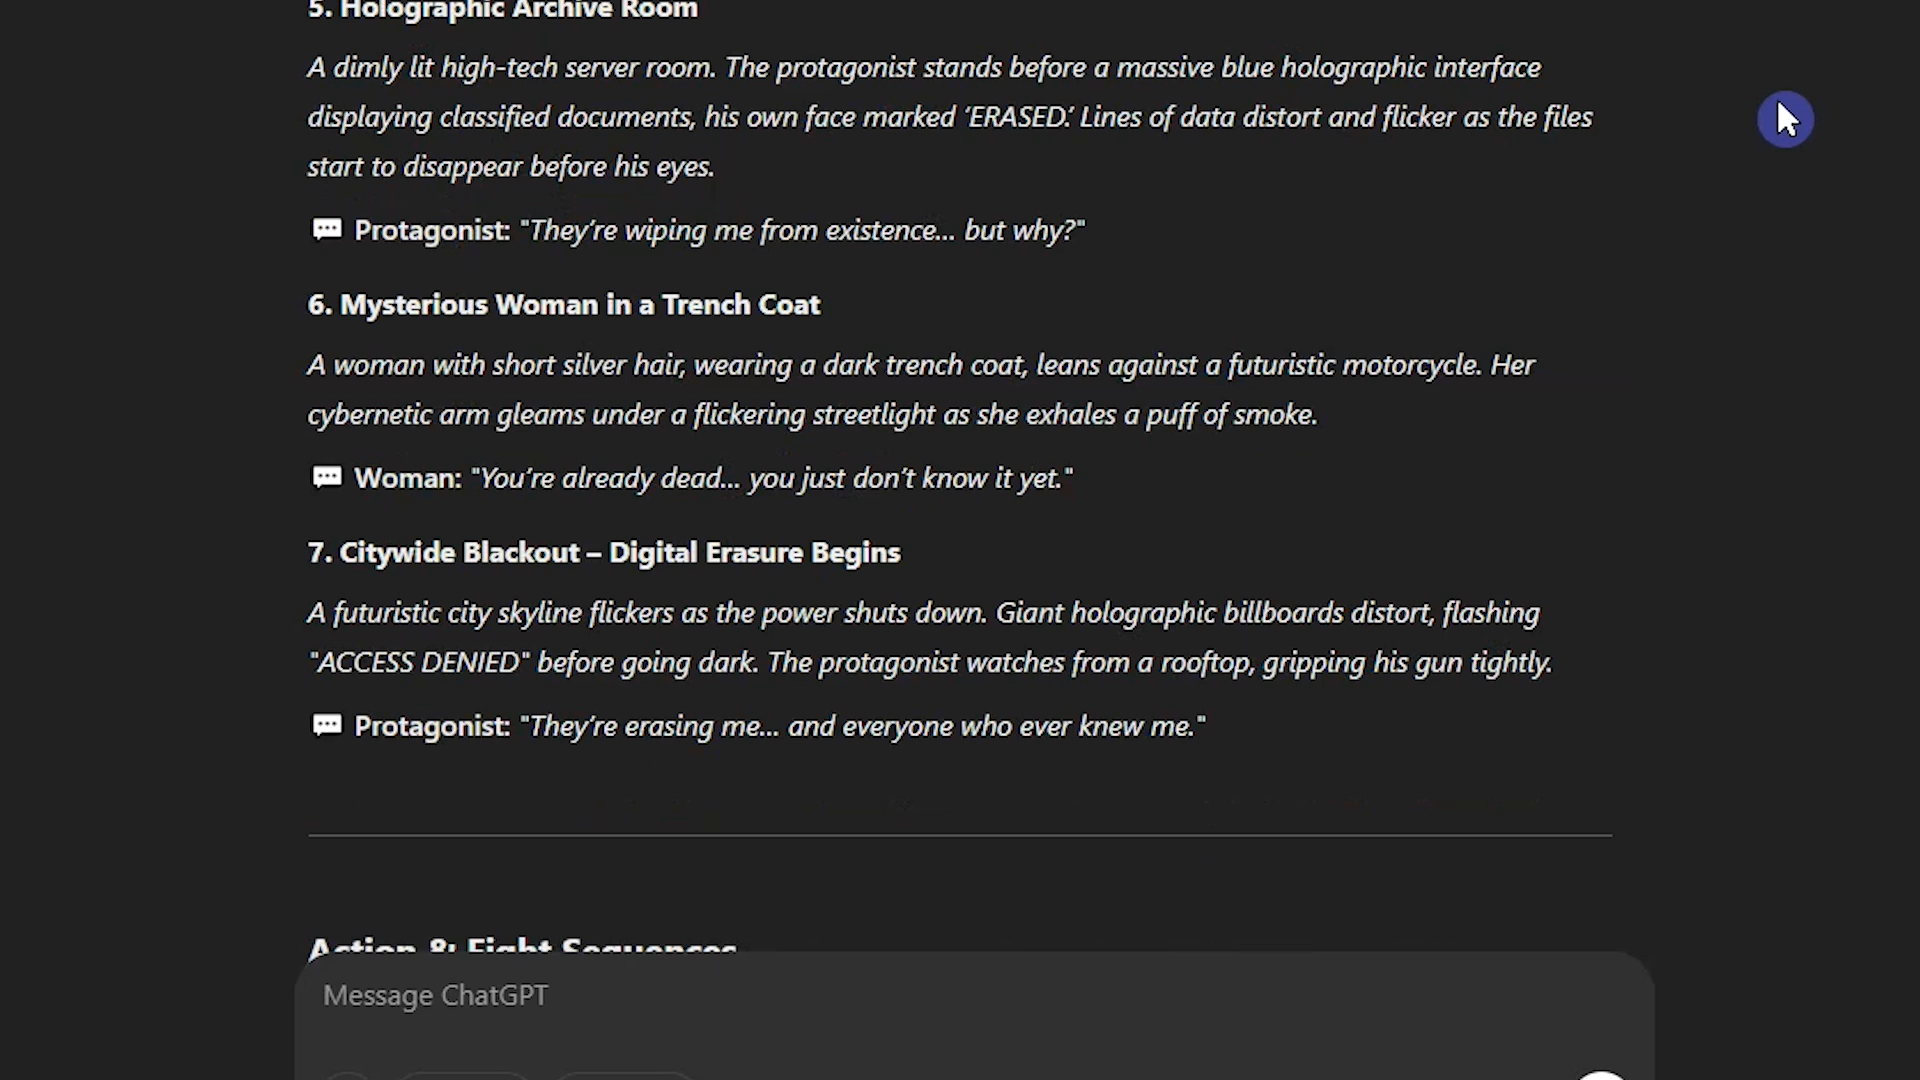 5. Holographic Archive Room
A dimly lit high-tech server room. The protagonist stands before a massive blue holographic interface
displaying classified documents, his own face marked ‘ERASED.’ Lines of data distort and flicker as the files
start to disappear before his eyes.
Protagonist: "They’re wiping me from existence... but why?"
6. Mysterious Woman in a Trench Coat
A woman with short silver hair, wearing a dark trench coat, leans against a futuristic motorcycle. Her
cybernetic arm gleams under a flickering streetlight as she exhales a puff of smoke.
Woman: "You’re already dead... you just don’t know it yet."
7. Citywide Blackout – Digital Erasure Begins
A futuristic city skyline flickers as the power shuts down. Giant holographic billboards distort, flashing
"ACCESS DENIED" before going dark. The protagonist watches from a rooftop, gripping his gun tightly.
Protagonist: "They’re erasing me... and everyone who ever knew me."
Action & Fight Sequences
Message ChatGPT